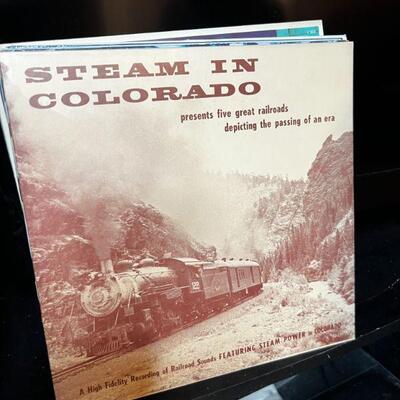 STEAM IN
COLORADO
presents five great railroads
depicting the passing of an era
A High Fidelity Recording of Railroad Sounds FEATURING STEAM POWER in COLORADO